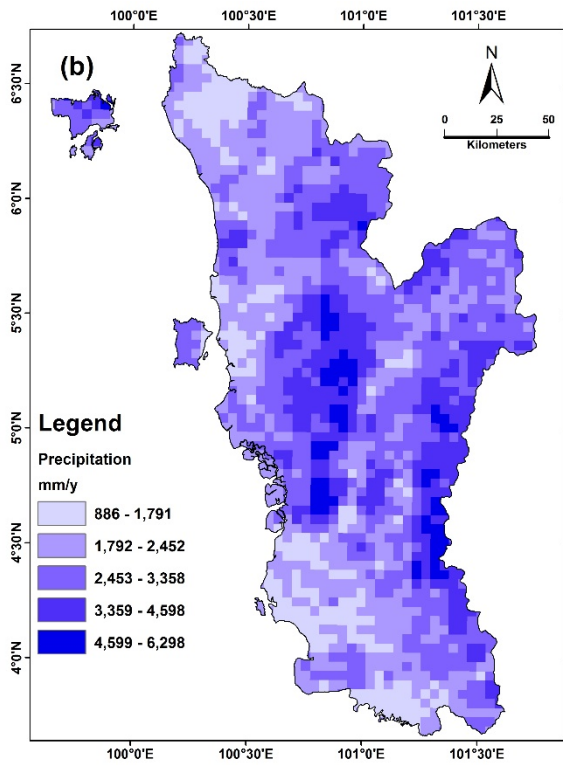 100°0'E 100°30'E 101°0'E 101°30'E
(b)
N
0 25 50
Kilometers
6°30'N
6°0'N
5°30'N
5°0'N
4°30'N
4°0'N
Legend
Precipitation
mm/y
886 - 1,791
1,792 - 2,452
2,453 - 3,358
3,359 - 4,598
4,599 - 6,298
100°0'E 100°30'E 101°0'E 101°30'E